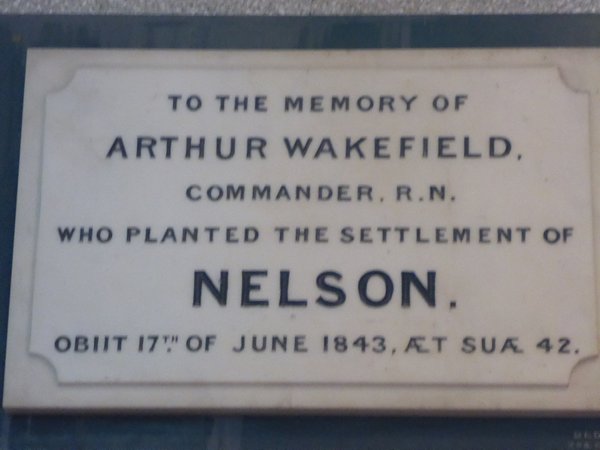 TO THE MEMORY OF
ARTHUR WAKEFIELD,
COMMANDER, R.N.
WHO PLANTED THE SETTLEMENT OF
NELSON.
OBIIT 17TH. OF JUNE 1843, ÆT SUÆ 42.